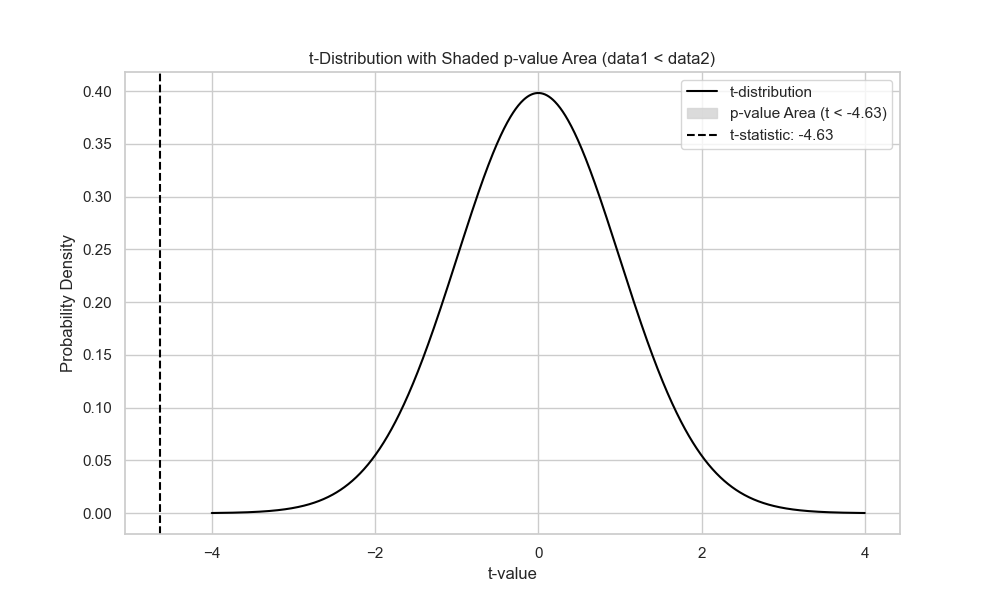 t-Distribution with Shaded p-value Area (data1 < data2)
t-distribution
p-value Area (t < -4.63)
t-statistic: -4.63
Probability Density
0.40
0.35
0.30
0.25
0.20
0.15
0.10
0.05
0.00
−4
−2
0
2
4
t-value